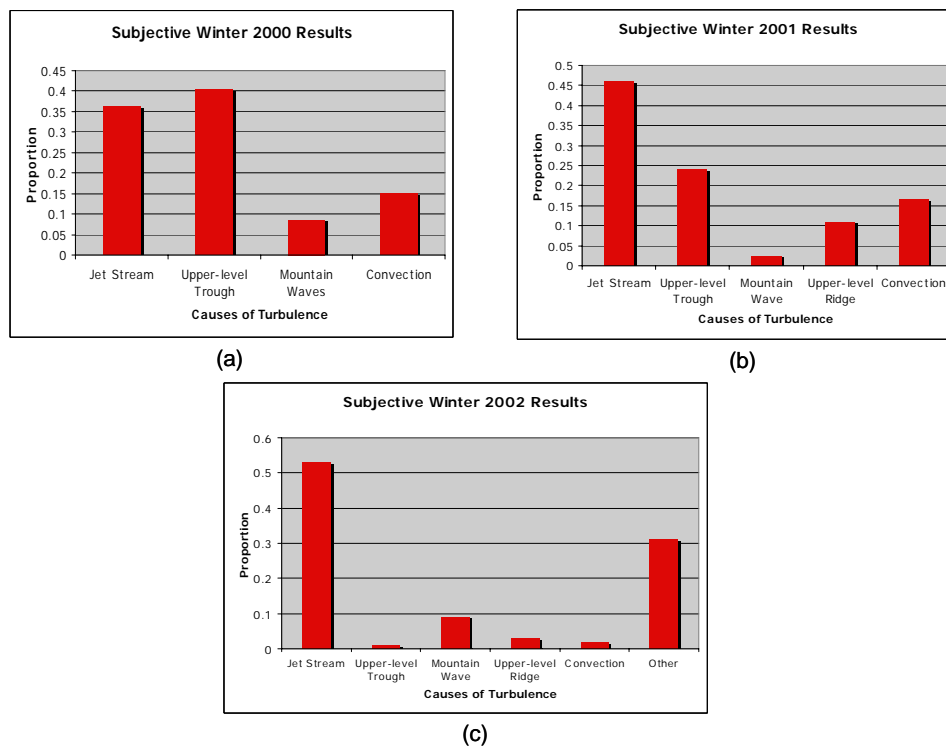 Subjective Winter 2000 Results
Proportion
0.45
0.4
0.35
0.3
0.25
0.2
0.15
0.1
0.05
0
Jet Stream
Upper-level
Trough
Mountain
Waves
Convection
Causes of Turbulence
(a)
Subjective Winter 2001 Results
Proportion
0.5
0.45
0.4
0.35
0.3
0.25
0.2
0.15
0.1
0.05
0
Jet Stream
Upper-level
Trough
Mountain
Wave
Upper-level
Ridge
Convection
Causes of Turbulence
(b)
Subjective Winter 2002 Results
Proportion
0.6
0.5
0.4
0.3
0.2
0.1
0
Jet Stream
Upper-level
Trough
Mountain
Wave
Upper-level
Ridge
Convection
Other
Causes of Turbulence
(c)